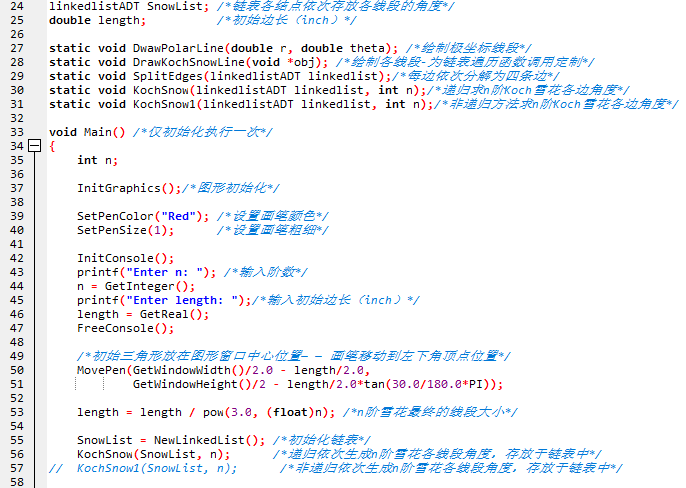 24 linkedlistADT SnowList; /*链表各结点依次存放各线段的角度*/
25 double length; /*初始边长（inch）*/
26
27 static void DwawPolarLine(double r, double theta); /*绘制极坐标线段*/
28 static void DrawKochSnowLine(void *obj); /*绘制各线段-为链表遍历函数调用定制*/
29 static void SplitEdges(linkedlistADT linkedlist);/*每边依次分解为四条边*/
30 static void KochSnow(linkedlistADT linkedlist, int n);/*递归求n阶Koch雪花各边角度*/
31 static void KochSnow1(linkedlistADT linkedlist, int n);/*非递归方法求n阶Koch雪花各边角度*/
32
33 void Main() /*仅初始化执行一次*/
34 {
35 int n;
36
37 InitGraphics();/*图形初始化*/
38
39 SetPenColor("Red"); /*设置画笔颜色*/
40 SetPenSize(1); /*设置画笔粗细*/
41
42 InitConsole();
43 printf("Enter n: "); /*输入阶数*/
44 n = GetInteger();
45 printf("Enter length: ");/*输入初始边长（inch）*/
46 length = GetReal();
47 FreeConsole();
48
49 /*初始三角形放在图形窗口中心位置— — 画笔移动到左下角顶点位置*/
50 MovePen(GetWindowWidth()/2.0 - length/2.0,
51 GetWindowHeight()/2 - length/2.0*tan(30.0/180.0*PI));
52
53 length = length / pow(3.0, (float)n); /*n阶雪花最终的线段大小*/
54
55 SnowList = NewLinkedList(); /*初始化链表*/
56 KochSnow(SnowList, n); /*递归依次生成n阶雪花各线段角度，存放于链表中*/
57 // KochSnow1(SnowList, n); /*非递归依次生成n阶雪花各线段角度，存放于链表中*/
58